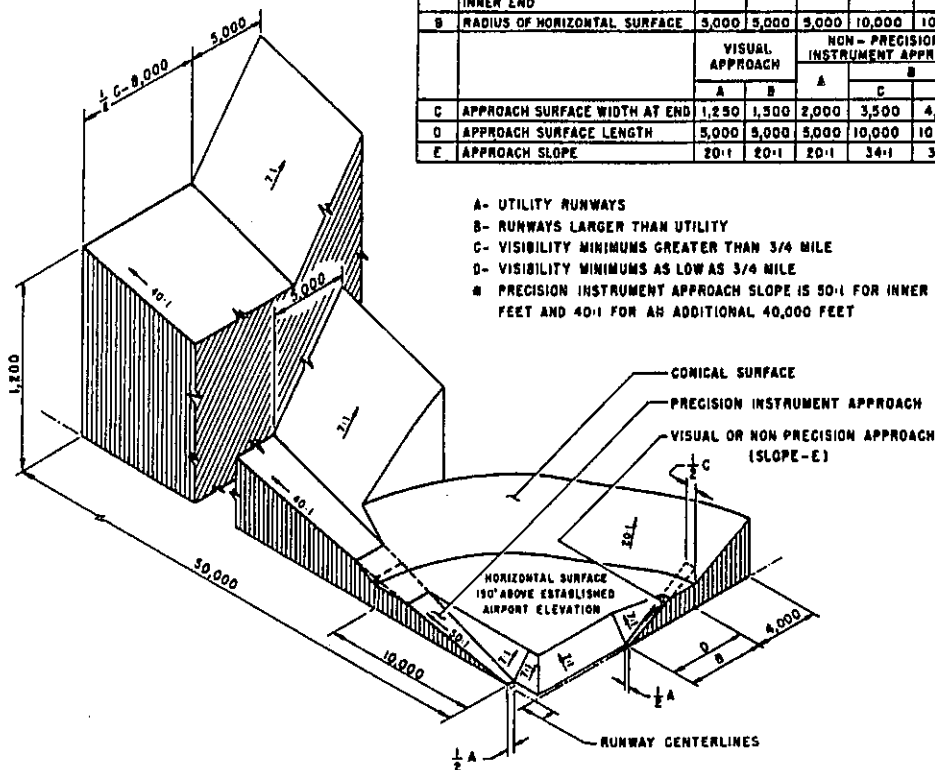 INNER END
B RADIUS OF HORIZONTAL SURFACE 5,000 5,000 5,000 10,000 10
VISUAL APPROACH
NON-PRECISION INSTRUMENT APPR
A B A B
C
C APPROACH SURFACE WIDTH AT END 1,250 1,500 2,000 3,500 4,
D APPROACH SURFACE LENGTH 5,000 5,000 5,000 10,000 10
E APPROACH SLOPE 20:1 20:1 20:1 34:1 3
A- UTILITY RUNWAYS
B- RUNWAYS LARGER THAN UTILITY
C- VISIBILITY MINIMUMS GREATER THAN 3/4 MILE
D- VISIBILITY MINIMUMS AS LOW AS 3/4 MILE
* PRECISION INSTRUMENT APPROACH SLOPE IS 50:1 FOR INNER
FEET AND 40:1 FOR AN ADDITIONAL 40,000 FEET
5,000
½ C-8,000
7:1
40:1
5,000
1,200
7:1
40:1
CONICAL SURFACE
PRECISION INSTRUMENT APPROACH
VISUAL OR NON PRECISION APPROACH
(SLOPE-E)
½ C
20:1
HORIZONTAL SURFACE
150' ABOVE ESTABLISHED
AIRPORT ELEVATION
50,000
50:1
7:1
7:1
7:1
7:1
10,000
4,000
D
B
½ A
½ A
RUNWAY CENTERLINES